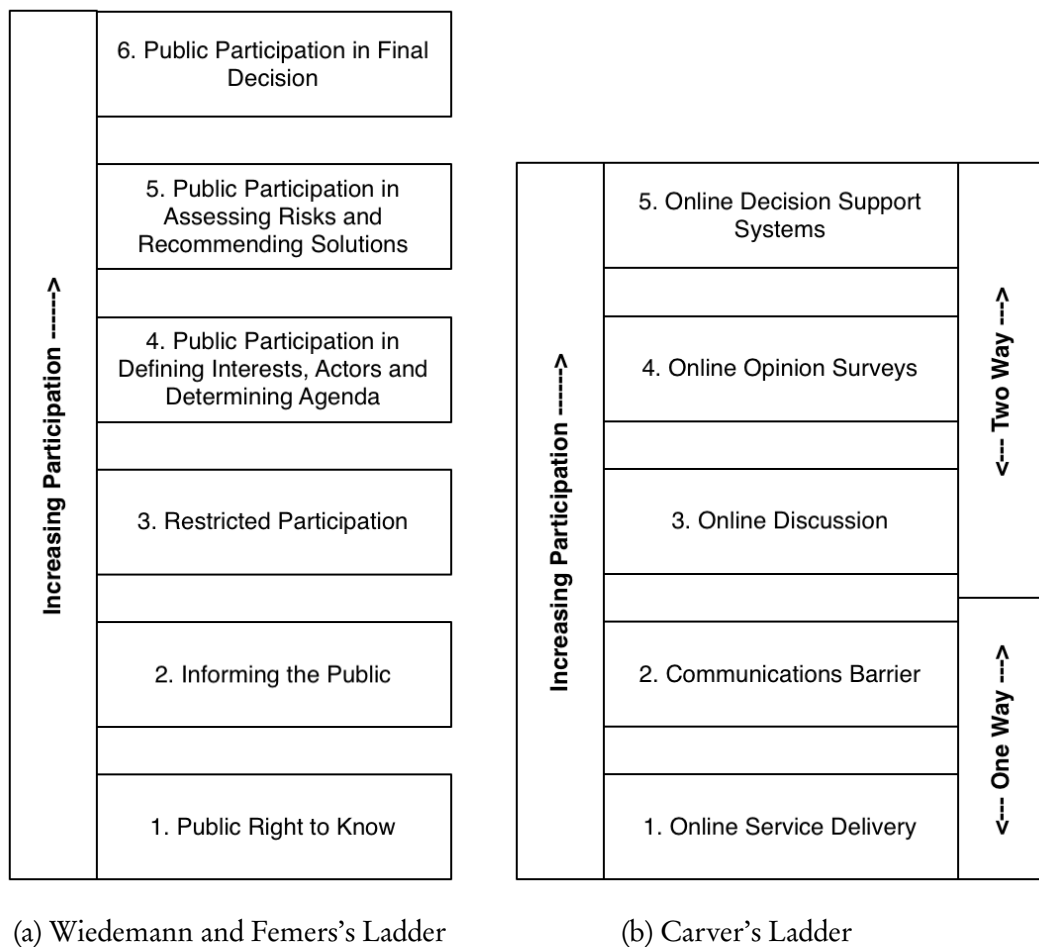 Increasing Participation ------>
6. Public Participation in Final
Decision
5. Public Participation in
Assessing Risks and
Recommending Solutions
4. Public Participation in
Defining Interests, Actors and
Determining Agenda
3. Restricted Participation
2. Informing the Public
1. Public Right to Know
(a) Wiedemann and Femers's Ladder
Increasing Participation ------>
5. Online Decision Support
Systems
4. Online Opinion Surveys
3. Online Discussion
2. Communications Barrier
1. Online Service Delivery
<--- Two Way --->
<--- One Way --->
(b) Carver's Ladder